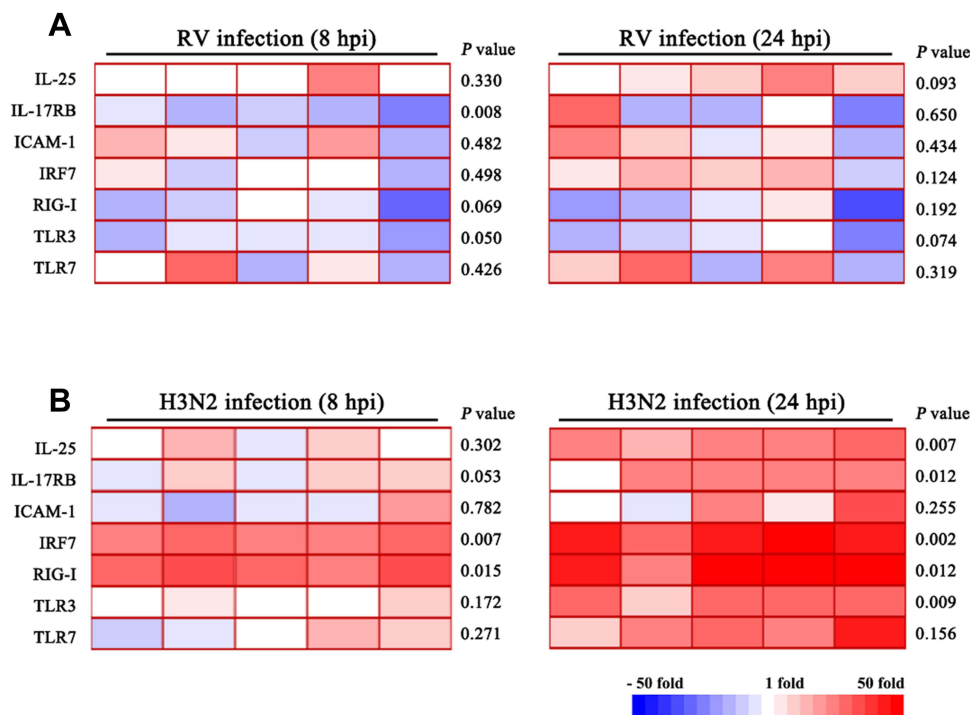 A
RV infection (8 hpi)
P value
RV infection (24 hpi)
P value
IL-25
0.330
0.093
IL-17RB
0.008
0.650
ICAM-1
0.482
0.434
IRF7
0.498
0.124
RIG-I
0.069
0.192
TLR3
0.050
0.074
TLR7
0.426
0.319
B
H3N2 infection (8 hpi)
P value
H3N2 infection (24 hpi)
P value
IL-25
0.302
0.007
IL-17RB
0.053
0.012
ICAM-1
0.782
0.255
IRF7
0.007
0.002
RIG-I
0.015
0.012
TLR3
0.172
0.009
TLR7
0.271
0.156
- 50 fold
1 fold
50 fold